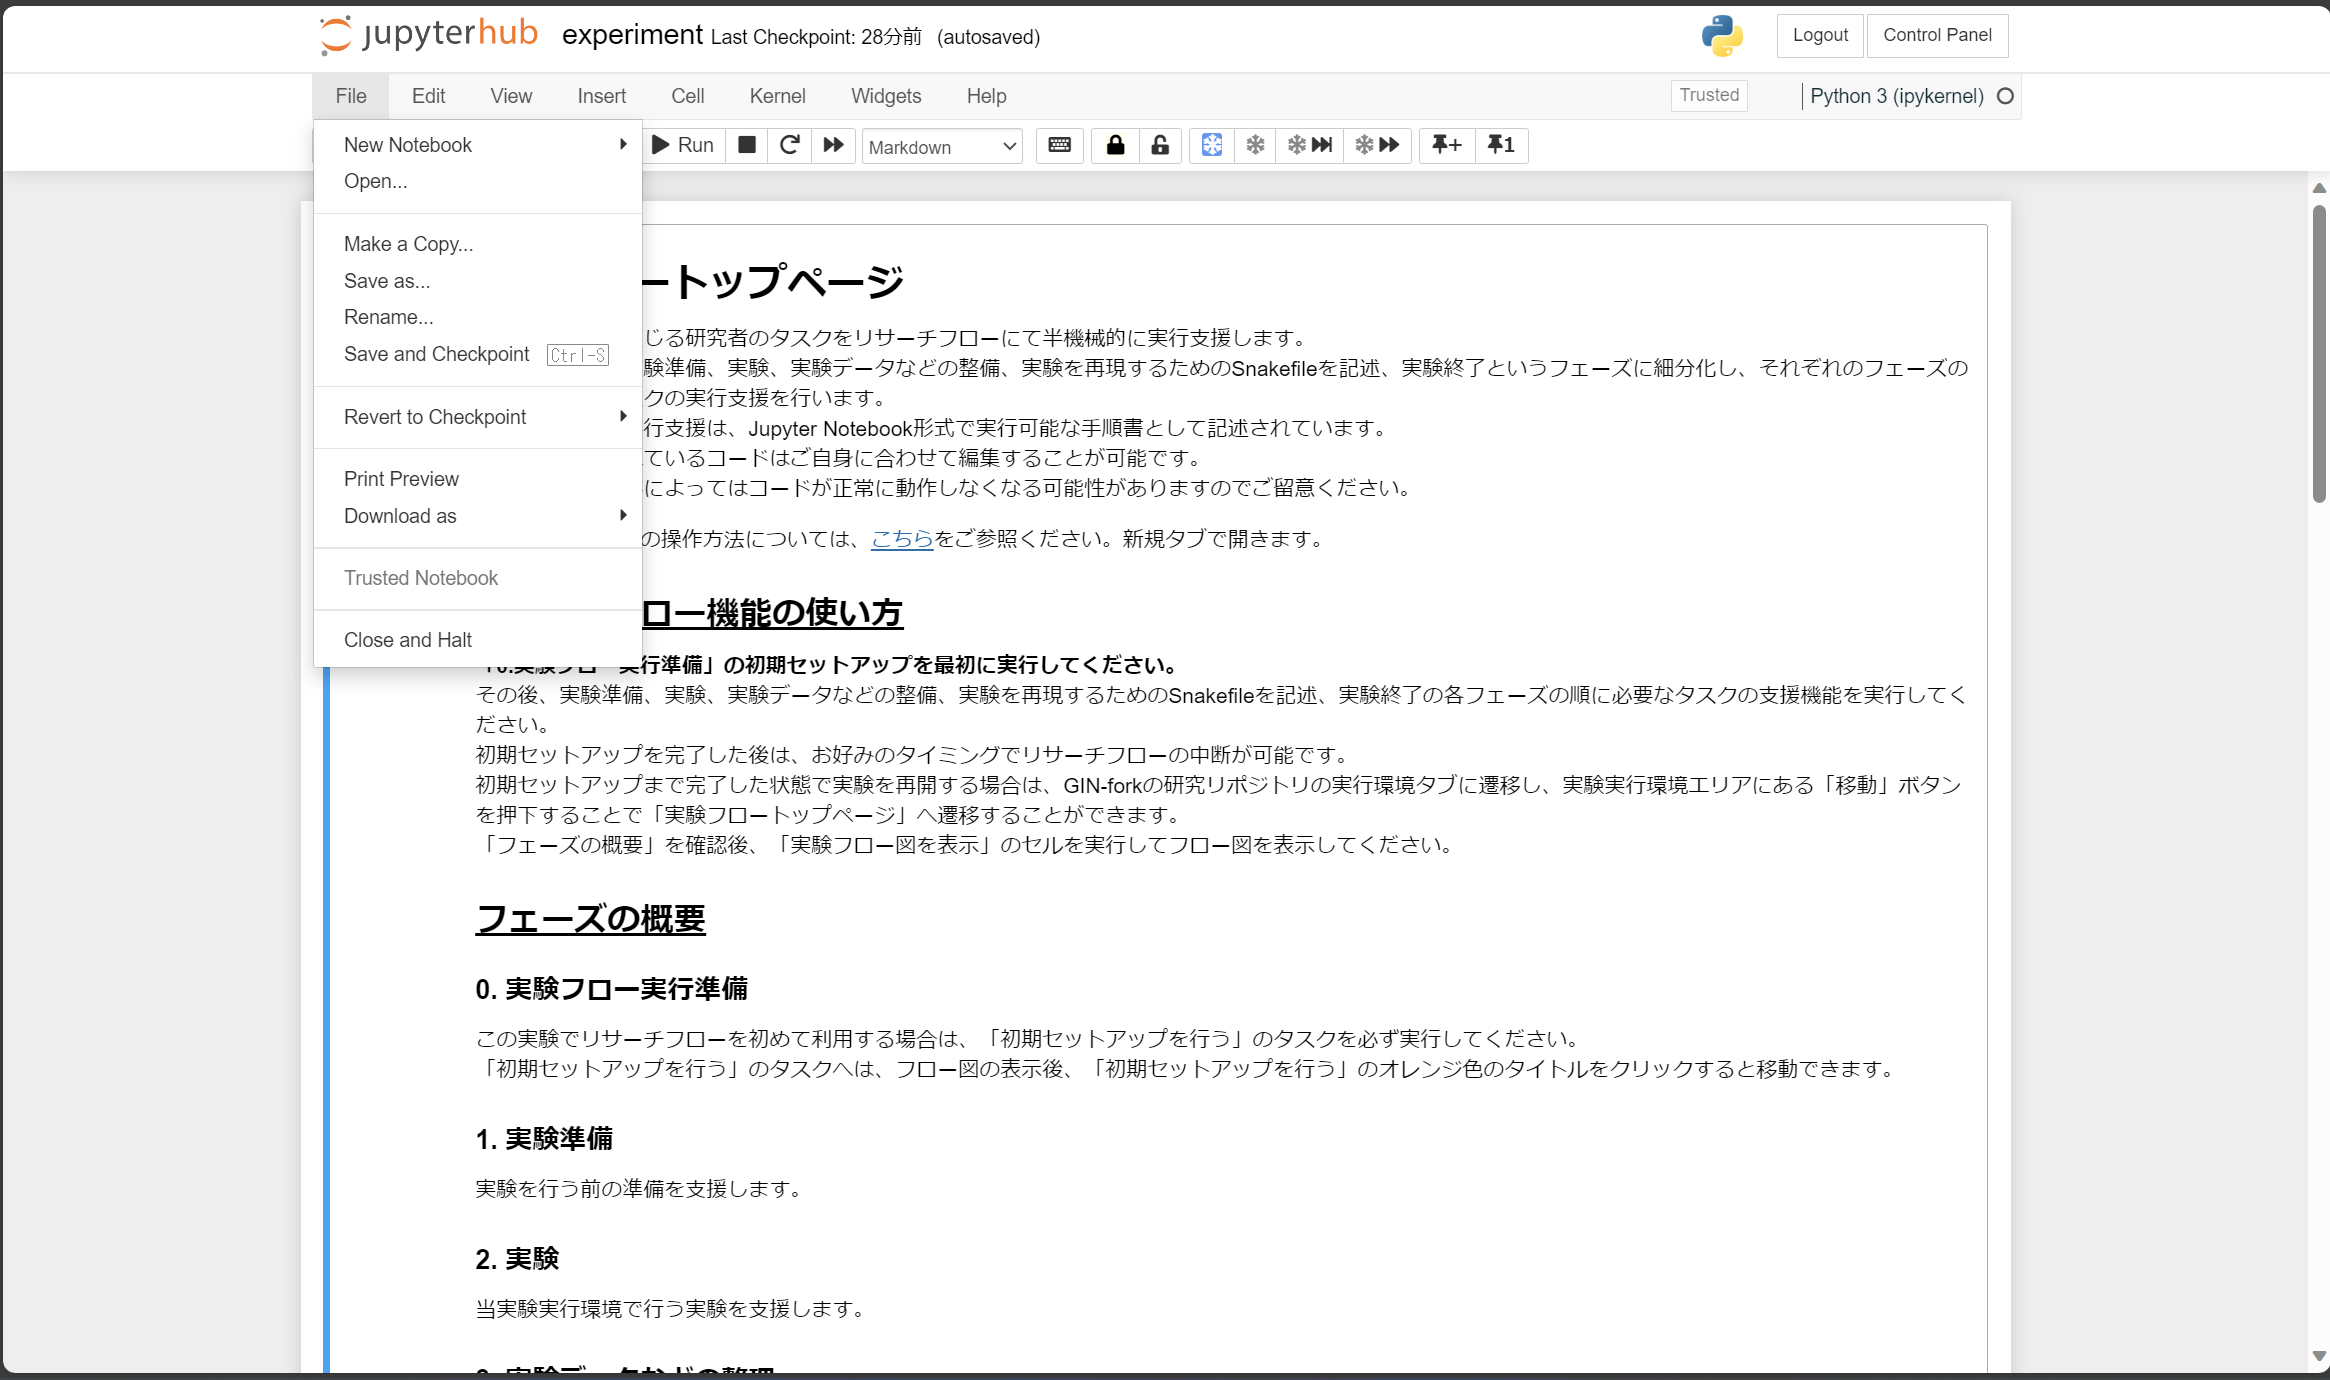 jupyterhub experiment Last Checkpoint: 28分前 (autosaved) Logout Control Panel
File Edit View Insert Cell Kernel Widgets Help Trusted Python 3 (ipykernel)
Run Markdown +  1
New Notebook
Open...
Make a Copy...
Save as...
Rename...
Save and Checkpoint Ctrl-S
Revert to Checkpoint
Print Preview
Download as
Trusted Notebook
Close and Halt
ートップページ
じる研究者のタスクをリサーチフローにて半機械的に実行支援します。
験準備、実験、実験データなどの整備、実験を再現するためのSnakefileを記述、実験終了というフェーズに細分化し、それぞれのフェーズの
クの実行支援を行います。
行支援は、Jupyter Notebook形式で実行可能な手順書として記述されています。
ているコードはご自身に合わせて編集することが可能です。
によってはコードが正常に動作しなくなる可能性がありますのでご留意ください。
の操作方法については、こちらをご参照ください。新規タブで開きます。
ロー機能の使い方
「0.実験フロー実行準備」の初期セットアップを最初に実行してください。
その後、実験準備、実験、実験データなどの整備、実験を再現するためのSnakefileを記述、実験終了の各フェーズの順に必要なタスクの支援機能を実行してく
ださい。
初期セットアップを完了した後は、お好みのタイミングでリサーチフローの中断が可能です。
初期セットアップまで完了した状態で実験を再開する場合は、GIN-forkの研究リポジトリの実行環境タブに遷移し、実験実行環境エリアにある「移動」ボタン
を押下することで「実験フロートップページ」へ遷移することができます。
「フェーズの概要」を確認後、「実験フロー図を表示」のセルを実行してフロー図を表示してください。
フェーズの概要
0. 実験フロー実行準備
この実験でリサーチフローを初めて利用する場合は、「初期セットアップを行う」のタスクを必ず実行してください。
「初期セットアップを行う」のタスクへは、フロー図の表示後、「初期セットアップを行う」のオレンジ色のタイトルをクリックすると移動できます。
1. 実験準備
実験を行う前の準備を支援します。
2. 実験
当実験実行環境で行う実験を支援します。
3. 実験データなどの整理